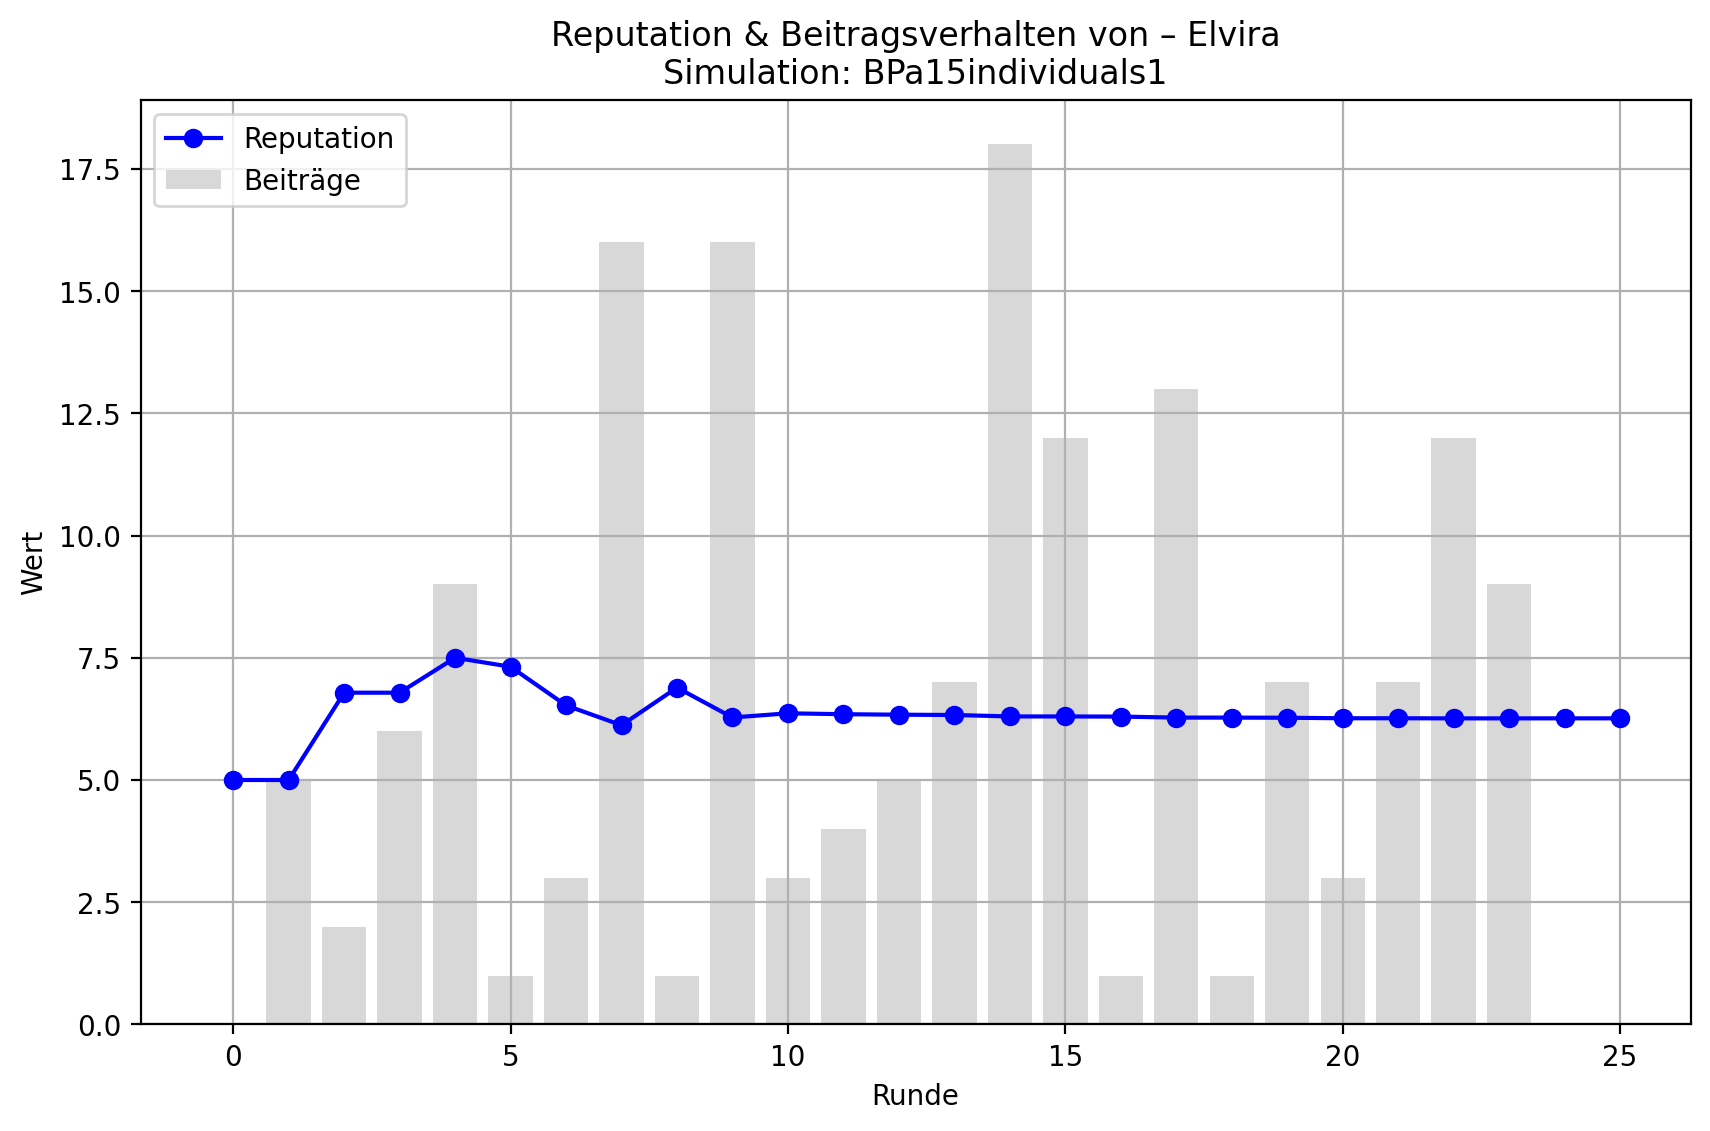 Reputation & Beitragsverhalten von – Elvira
Simulation: BPa15individuals1
Reputation
Beiträge
17.5
15.0
12.5
10.0
7.5
5.0
2.5
0.0
Wert
0 5 10 15 20 25
Runde